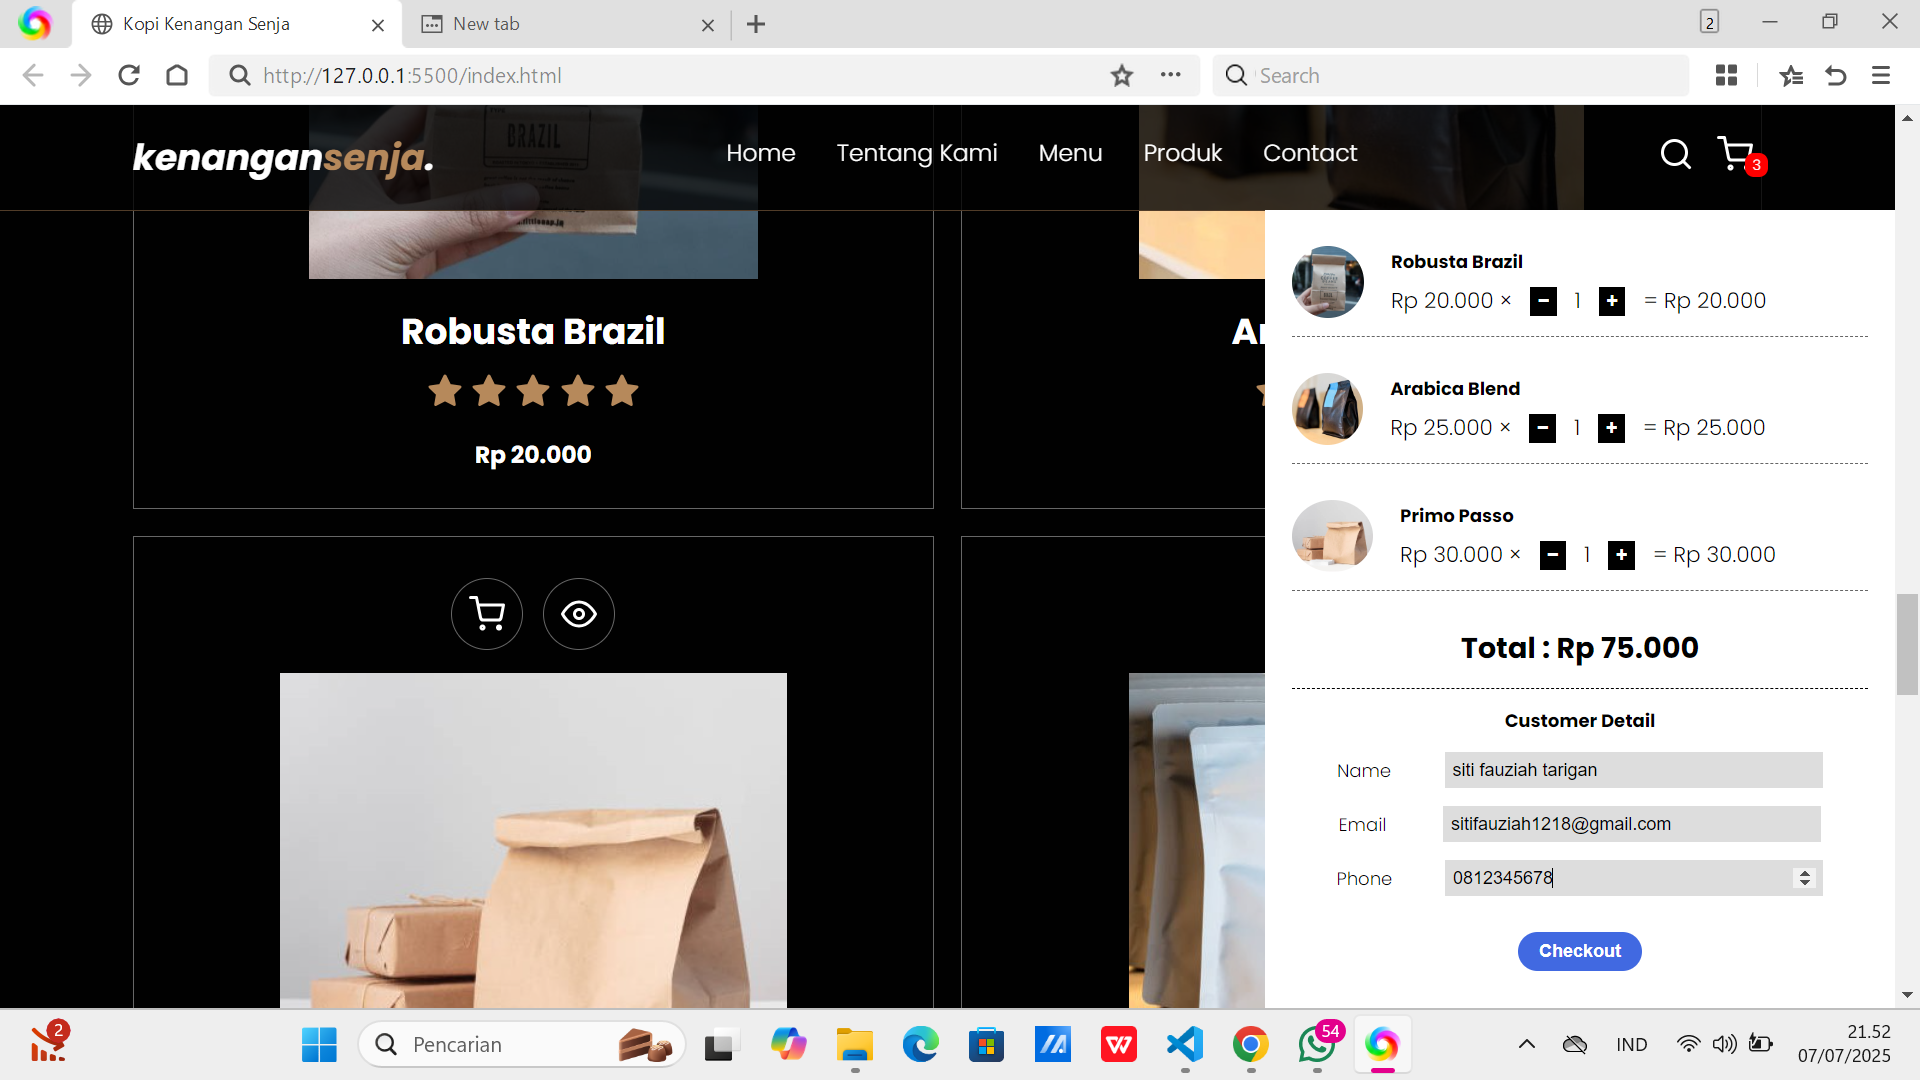 Kopi Kenangan Senja
New tab
2
http://127.0.0.1:5500/index.html
Search
BRAZIL
kenangansenja.
Home
Tentang Kami
Menu
Produk
Contact
3
Robusta Brazil
Rp 20.000 × − 1 + = Rp 20.000
Arabica Blend
Rp 25.000 × − 1 + = Rp 25.000
Primo Passo
Rp 30.000 × − 1 + = Rp 30.000
Total : Rp 75.000
Customer Detail
Name siti fauziah tarigan
Email sitifauziah1218@gmail.com
Phone 0812345678
Checkout
Robusta Brazil
Rp 20.000
2
Pencarian
54
IND
21.52
07/07/2025